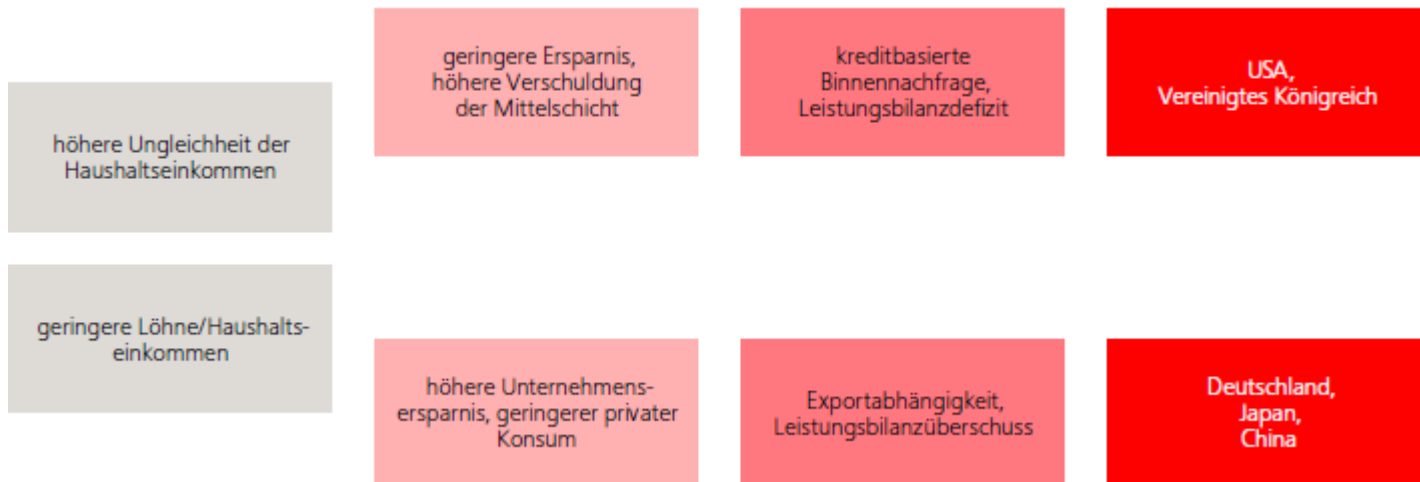 höhere Ungleichheit der
Haushaltseinkommen
geringere Ersparnis,
höhere Verschuldung
der Mittelschicht
kreditbasierte
Binnennachfrage,
Leistungsbilanzdefizit
USA,
Vereinigtes Königreich
geringere Löhne/Haushalts-
einkommen
höhere Unternehmens-
ersparnis, geringerer privater
Konsum
Exportabhängigkeit,
Leistungsbilanzüberschuss
Deutschland,
Japan,
China